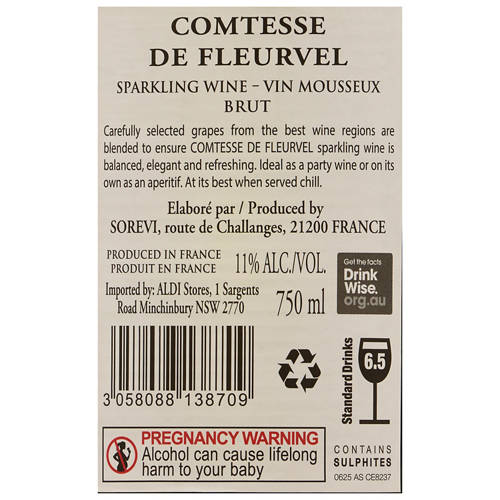 COMTESSE
DE FLEURVEL
SPARKLING WINE – VIN MOUSSEUX
BRUT
Carefully selected grapes from the best wine regions are
blended to ensure COMTESSE DE FLEURVEL sparkling wine is
balanced, elegant and refreshing. Ideal as a party wine or on its
own as an aperitif. At its best when served chill.
Elaboré par / Produced by
SOREVI, route de Challanges, 21200 FRANCE
PRODUCED IN FRANCE
PRODUIT EN FRANCE
11% ALC./VOL.
Imported by: ALDI Stores, 1 Sargents
Road Minchinbury NSW 2770
750 ml
Get the facts
Drink
Wise.
org.au
3 058088 138709
Standard Drinks
6.5
PREGNANCY WARNING
Alcohol can cause lifelong
harm to your baby
CONTAINS
SULPHITES
0625 AS CE8237